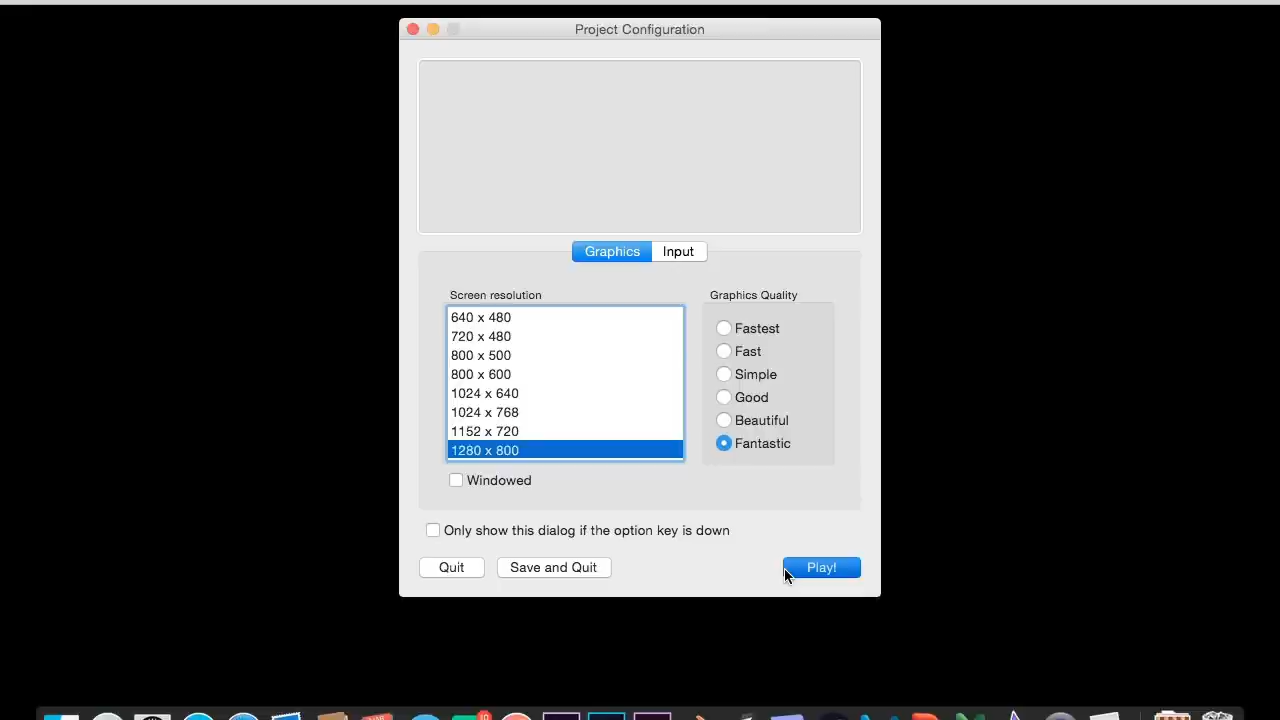 Project Configuration
Graphics Input
Screen resolution
640 x 480
720 x 480
800 x 500
800 x 600
1024 x 640
1024 x 768
1152 x 720
1280 x 800
Windowed
Graphics Quality
Fastest
Fast
Simple
Good
Beautiful
Fantastic
Only show this dialog if the option key is down
Quit Save and Quit Play!